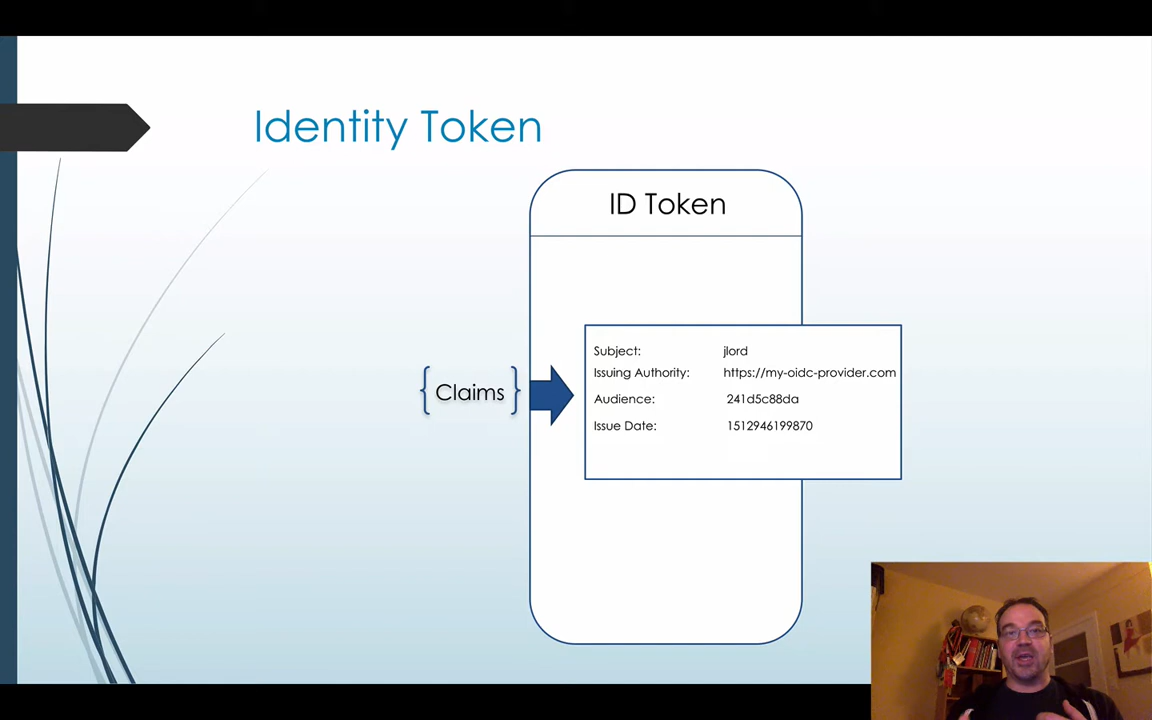 Identity Token
ID Token
{ Claims }
Subject: jlord
Issuing Authority: https://my-oidc-provider.com
Audience: 241d5c88da
Issue Date: 1512946199870